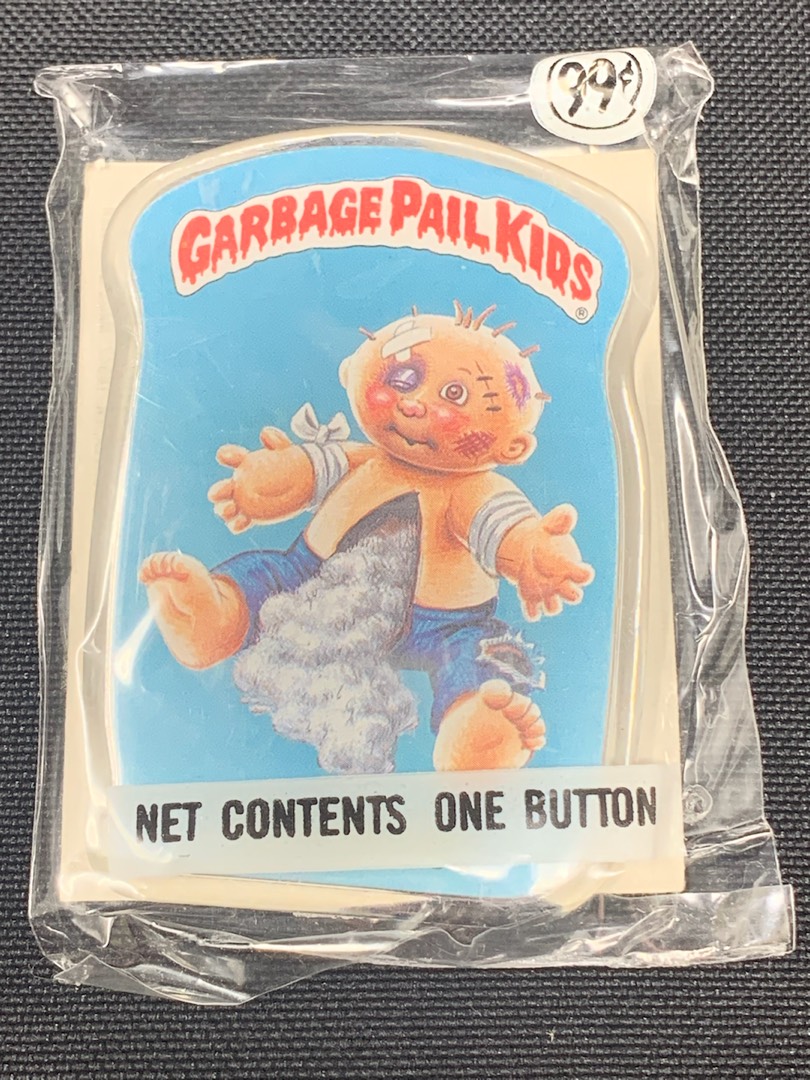 99¢
GARBAGE PAIL KIDS
®
NET CONTENTS ONE BUTTON